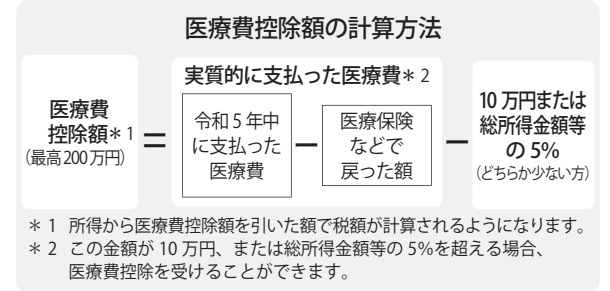 医療費控除額の計算方法
医療費
控除額＊1
（最高200万円）
＝
実質的に支払った医療費＊2
令和5年中
に支払った
医療費
ー
医療保険
などで
戻った額
ー
10万円または
総所得金額等
の5%
（どちらか少ない方）
＊1 所得から医療費控除額を引いた額で税額が計算されるようになります。
＊2 この金額が10万円、または総所得金額等の5%を超える場合、
医療費控除を受けることができます。